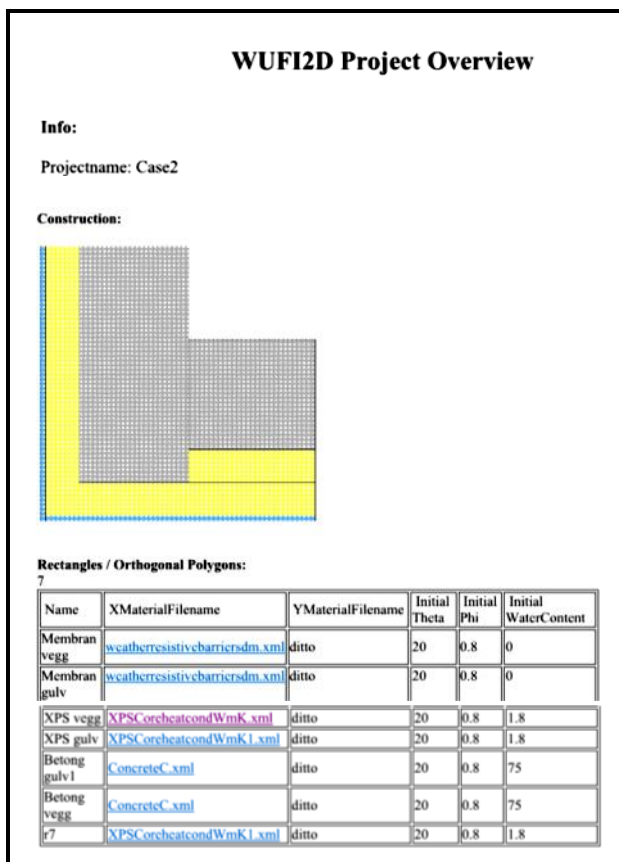 WUFI2D Project Overview
Info:
Projectname: Case2
Construction:
Rectangles / Orthogonal Polygons:
7
Name XMaterialFilename YMaterialFilename Initial Theta Initial Phi Initial WaterContent
Membran vegg weatherresistivebarriersdm.xml ditto 20 0.8 0
Membran gulv weatherresistivebarriersdm.xml ditto 20 0.8 0
XPS vegg XPSCoreheatcondWmK.xml ditto 20 0.8 1.8
XPS gulv XPSCoreheatcondWmK1.xml ditto 20 0.8 1.8
Betong gulv1 ConcreteC.xml ditto 20 0.8 75
Betong vegg ConcreteC.xml ditto 20 0.8 75
r7 XPSCoreheatcondWmK1.xml ditto 20 0.8 1.8